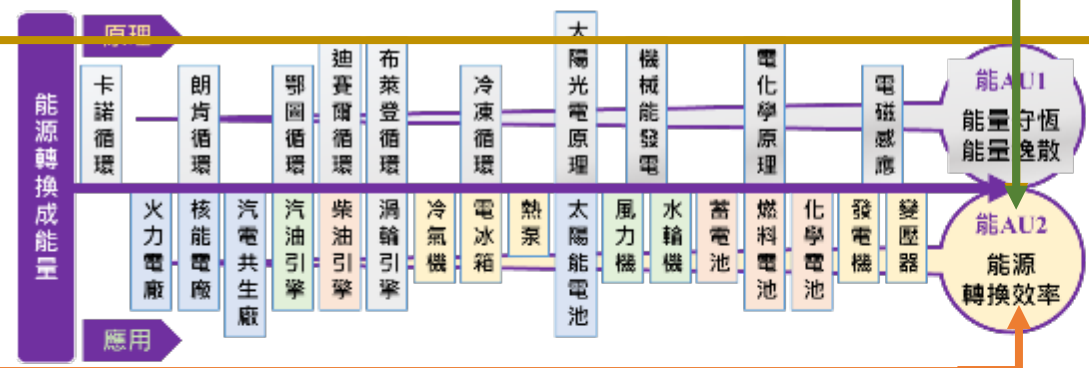 能源轉換成能量
原理
卡諾循環
朗肯循環
鄂圖循環
迪賽爾循環
布萊登循環
冷凍循環
太陽光電原理
機械能發電
電化學原理
電磁感應
能AU1
能量守恆
能量逸散
火力電廠
核能電廠
汽電共生廠
汽油引擎
柴油引擎
渦輪引擎
冷氣機
電冰箱
熱泵
太陽能電池
風力機
水輪機
蓄電池
燃料電池
化學電池
發電機
變壓器
能AU2
能源
轉換效率
應用